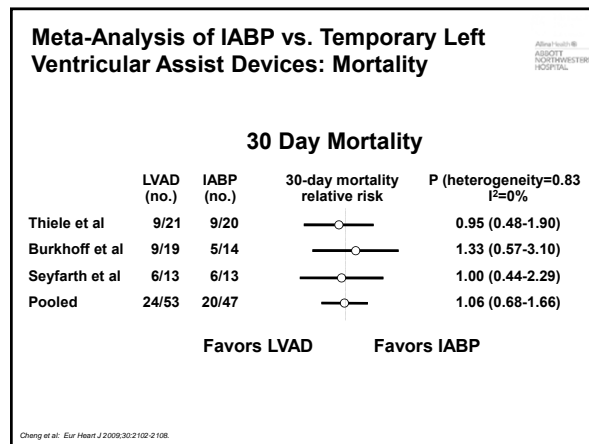 Meta-Analysis of IABP vs. Temporary Left
Ventricular Assist Devices: Mortality
Allina Health
ABBOTT
NORTHWESTERN
HOSPITAL
30 Day Mortality
LVAD (no.) IABP (no.) 30-day mortality relative risk P (heterogeneity=0.83 I²=0%
Thiele et al 9/21 9/20 0.95 (0.48-1.90)
Burkhoff et al 9/19 5/14 1.33 (0.57-3.10)
Seyfarth et al 6/13 6/13 1.00 (0.44-2.29)
Pooled 24/53 20/47 1.06 (0.68-1.66)
Favors LVAD Favors IABP
Cheng et al: Eur Heart J 2009;30:2102-2108.